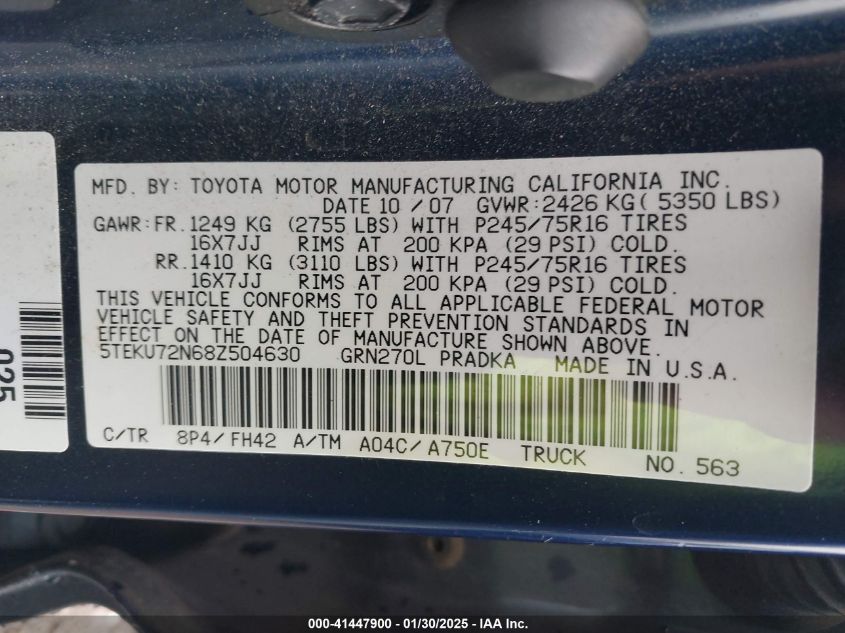 MFD. BY: TOYOTA MOTOR MANUFACTURING CALIFORNIA INC.
DATE 10 / 07 GVWR:2426 KG( 5350 LBS)
GAWR:FR. 1249 KG (2755 LBS) WITH P245/75R16 TIRES
16X7JJ RIMS AT 200 KPA (29 PSI) COLD.
RR. 1410 KG (3110 LBS) WITH P245/75R16 TIRES
16X7JJ RIMS AT 200 KPA (29 PSI) COLD.
THIS VEHICLE CONFORMS TO ALL APPLICABLE FEDERAL MOTOR
VEHICLE SAFETY AND THEFT PREVENTION STANDARDS IN
EFFECT ON THE DATE OF MANUFACTURE SHOWN ABOVE.
5TEKU72N68Z504630 GRN270L PRADKA MADE IN U.S.A.
C/TR 8P4/FH42 A/TM A04C/A750E TRUCK NO. 563
025
000-41447900 - 01/30/2025 - IAA Inc.